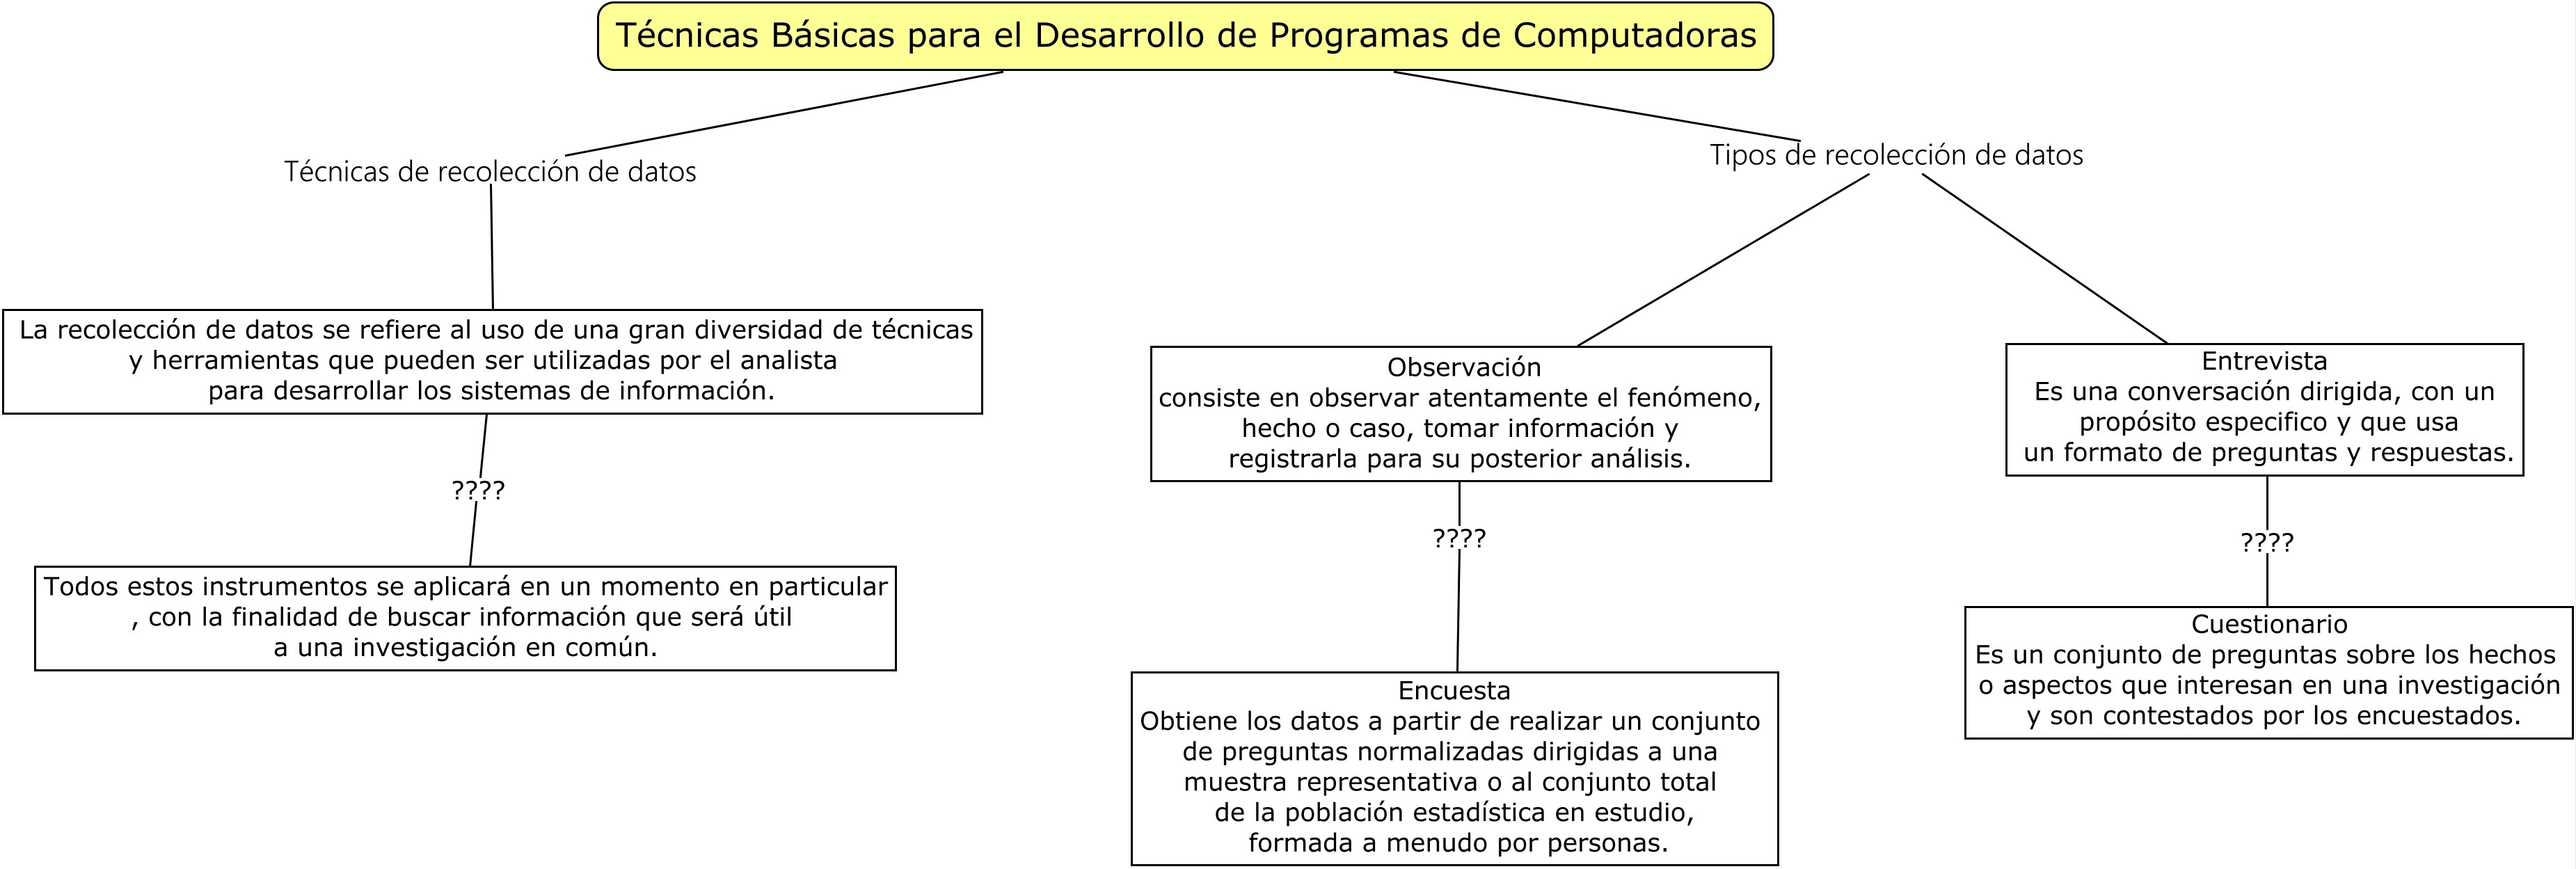 Técnicas Básicas para el Desarrollo de Programas de Computadoras
Técnicas de recolección de datos
Tipos de recolección de datos
La recolección de datos se refiere al uso de una gran diversidad de técnicas
y herramientas que pueden ser utilizadas por el analista
para desarrollar los sistemas de información.
????
Todos estos instrumentos se aplicará en un momento en particular
, con la finalidad de buscar información que será útil
a una investigación en común.
Observación
consiste en observar atentamente el fenómeno,
hecho o caso, tomar información y
registrarla para su posterior análisis.
????
Encuesta
Obtiene los datos a partir de realizar un conjunto
de preguntas normalizadas dirigidas a una
muestra representativa o al conjunto total
de la población estadística en estudio,
formada a menudo por personas.
Entrevista
Es una conversación dirigida, con un
propósito especifico y que usa
un formato de preguntas y respuestas.
????
Cuestionario
Es un conjunto de preguntas sobre los hechos
o aspectos que interesan en una investigación
y son contestados por los encuestados.